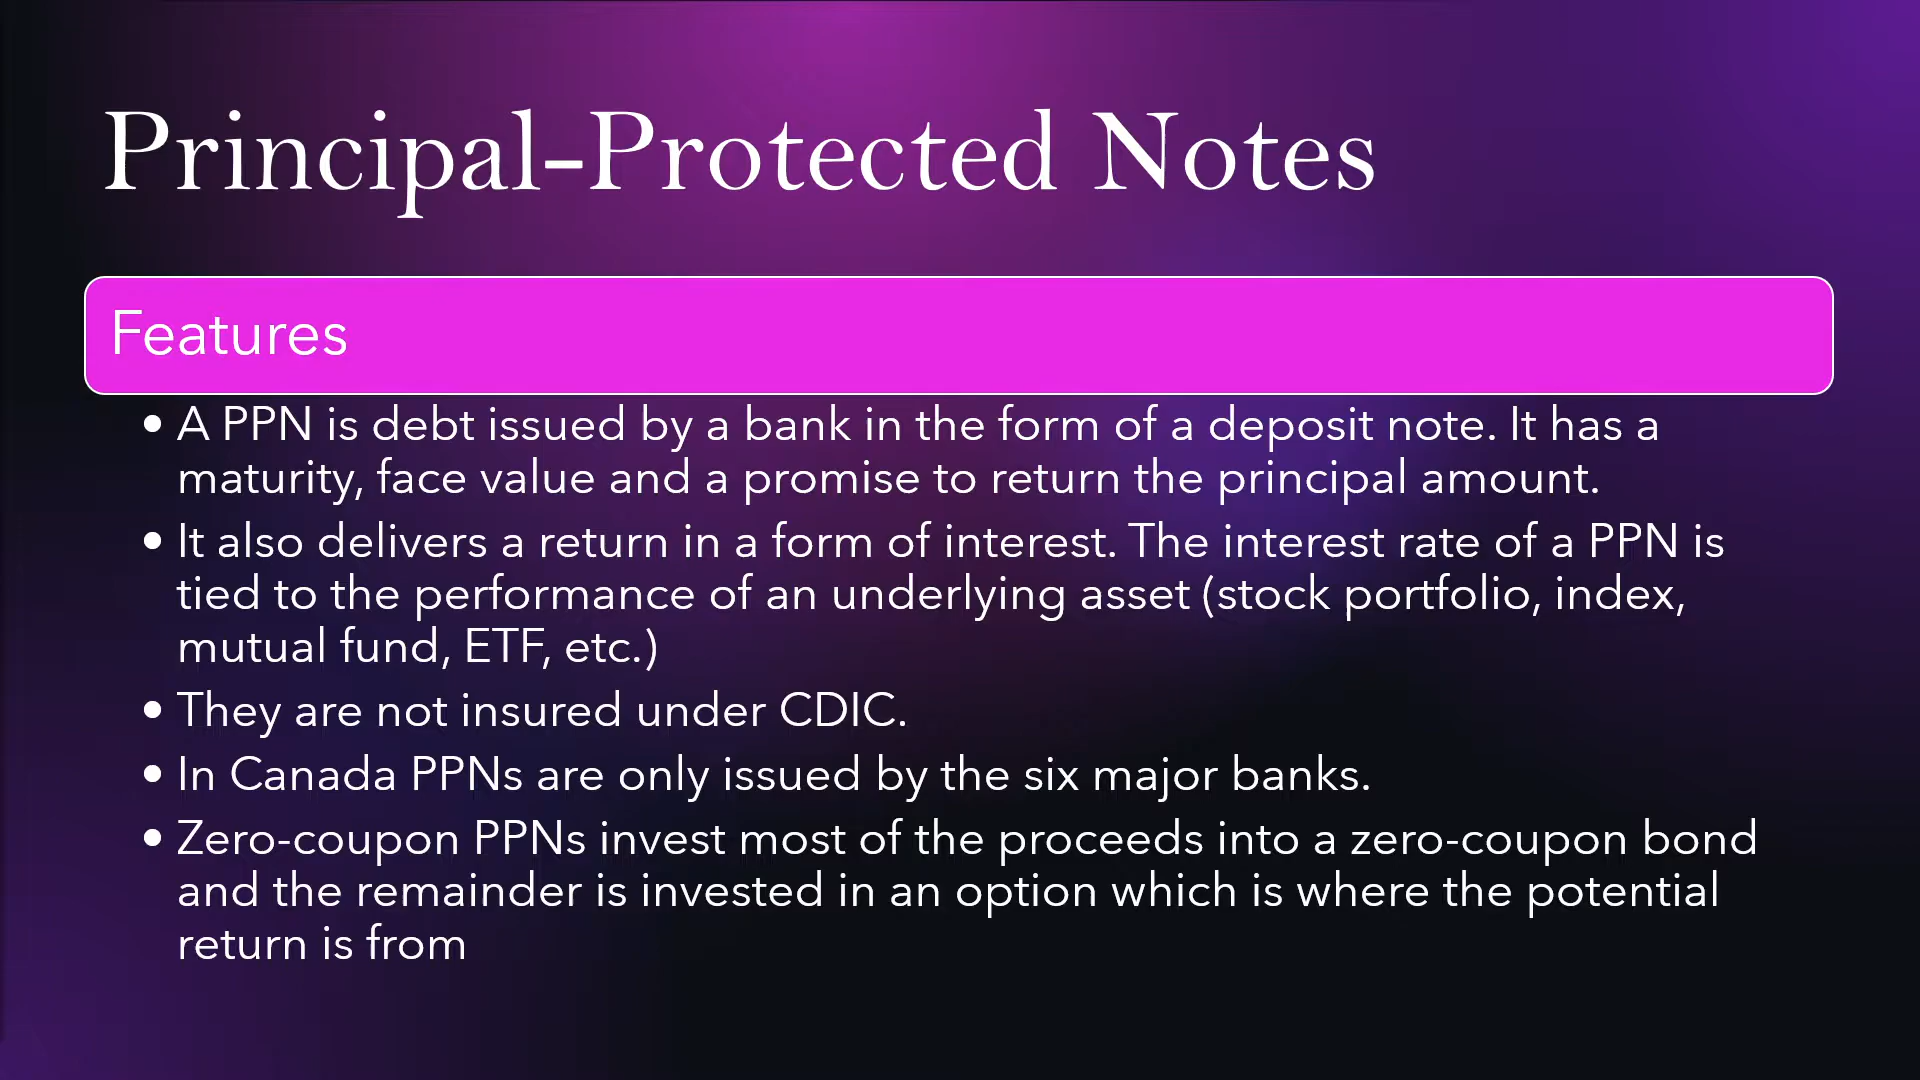 Principal-Protected Notes
Features
• A PPN is debt issued by a bank in the form of a deposit note. It has a
maturity, face value and a promise to return the principal amount.
• It also delivers a return in a form of interest. The interest rate of a PPN is
tied to the performance of an underlying asset (stock portfolio, index,
mutual fund, ETF, etc.)
• They are not insured under CDIC.
• In Canada PPNs are only issued by the six major banks.
• Zero-coupon PPNs invest most of the proceeds into a zero-coupon bond
and the remainder is invested in an option which is where the potential
return is from